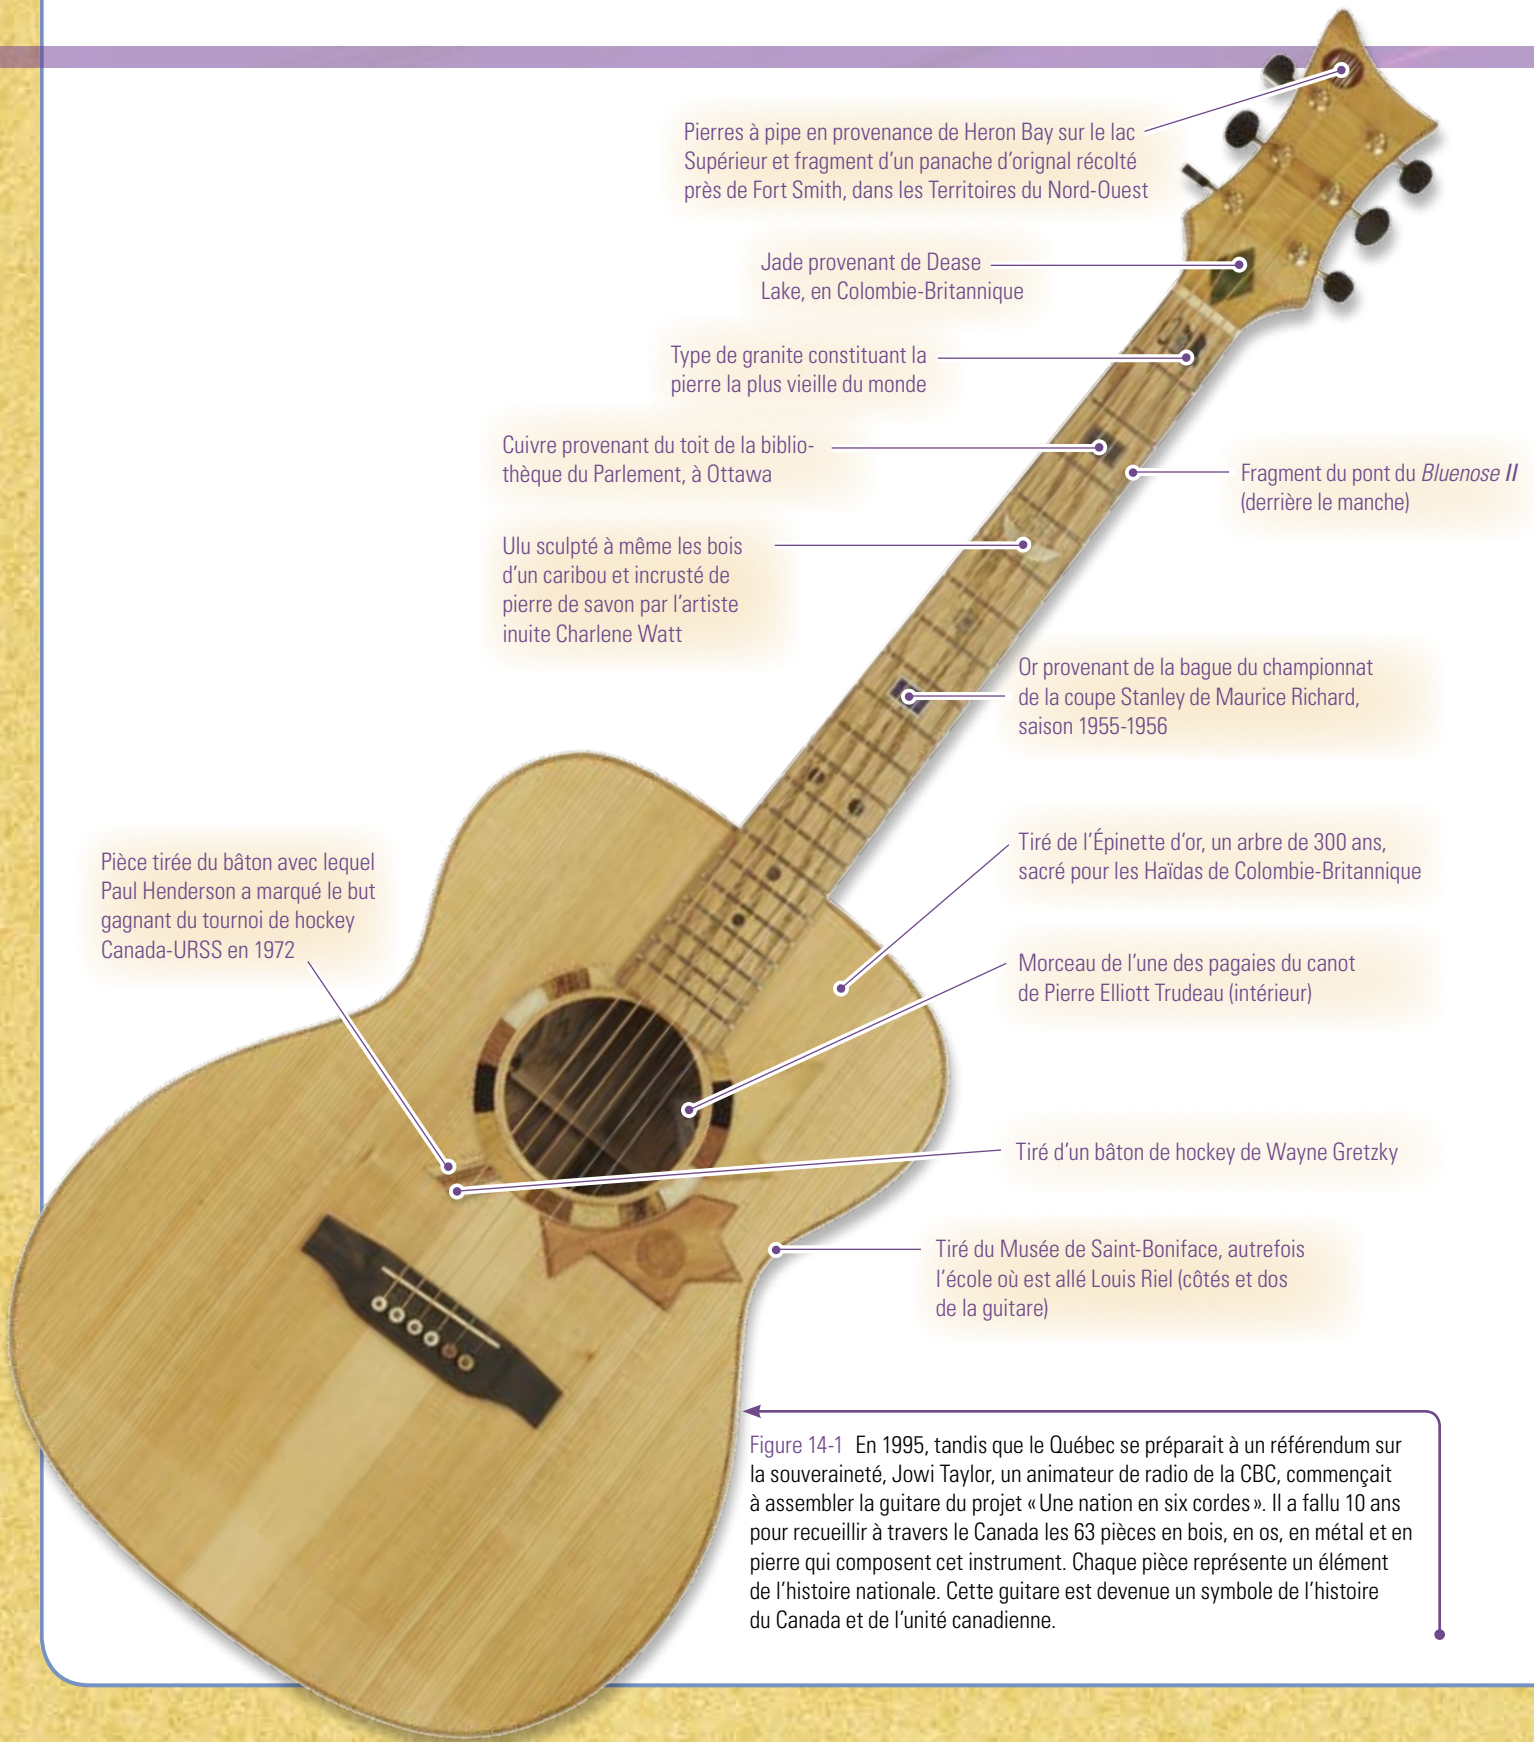 Pierres à pipe en provenance de Heron Bay sur le lac
Supérieur et fragment d'un panache d'orignal récolté
près de Fort Smith, dans les Territoires du Nord-Ouest
Jade provenant de Dease
Lake, en Colombie-Britannique
Type de granite constituant la
pierre la plus vieille du monde
Cuivre provenant du toit de la biblio-
thèque du Parlement, à Ottawa
Fragment du pont du Bluenose II
(derrière le manche)
Ulu sculpté à même les bois
d'un caribou et incrusté de
pierre de savon par l'artiste
inuite Charlene Watt
Or provenant de la bague du championnat
de la coupe Stanley de Maurice Richard,
saison 1955-1956
Tiré de l'Épinette d'or, un arbre de 300 ans,
sacré pour les Haïdas de Colombie-Britannique
Pièce tirée du bâton avec lequel
Paul Henderson a marqué le but
gagnant du tournoi de hockey
Canada-URSS en 1972
Morceau de l'une des pagaies du canot
de Pierre Elliott Trudeau (intérieur)
Tiré d'un bâton de hockey de Wayne Gretzky
Tiré du Musée de Saint-Boniface, autrefois
l'école où est allé Louis Riel (côtés et dos
de la guitare)
Figure 14-1 En 1995, tandis que le Québec se préparait à un référendum sur
la souveraineté, Jowi Taylor, un animateur de radio de la CBC, commençait
à assembler la guitare du projet «Une nation en six cordes». Il a fallu 10 ans
pour recueillir à travers le Canada les 63 pièces en bois, en os, en métal et en
pierre qui composent cet instrument. Chaque pièce représente un élément
de l'histoire nationale. Cette guitare est devenue un symbole de l'histoire
du Canada et de l'unité canadienne.